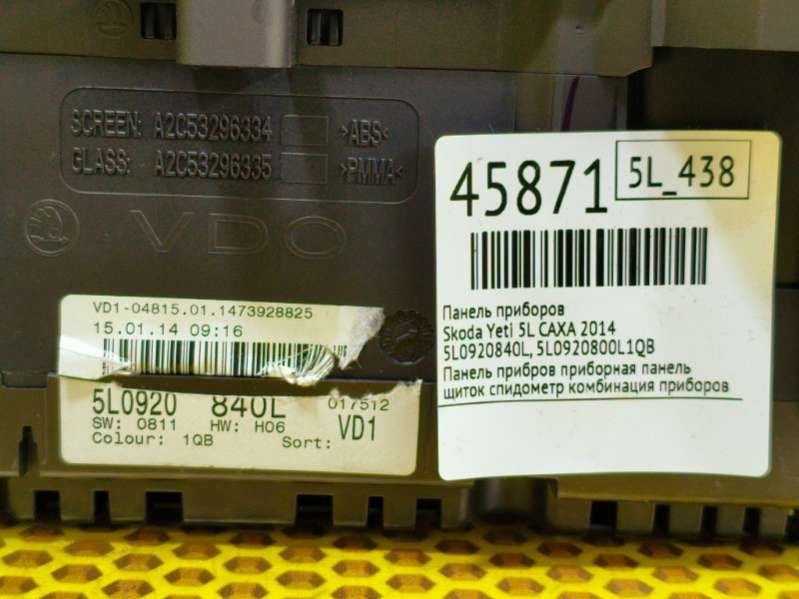 SCREEN: A2C53296334 >ABS<
GLASS: A2C53296335 >PMMA<
VDO
VD1-04815.01.1473928825
15.01.14 09:16
5L0920 840L 017512
SW: 0811 HW: H06 VD1
Colour: 1QB Sort:
45871 5L_438
Панель приборов
Skoda Yeti 5L CAXA 2014
5L0920840L, 5L0920800L1QB
Панель прибров приборная панель
щиток спидометр комбинация приборов